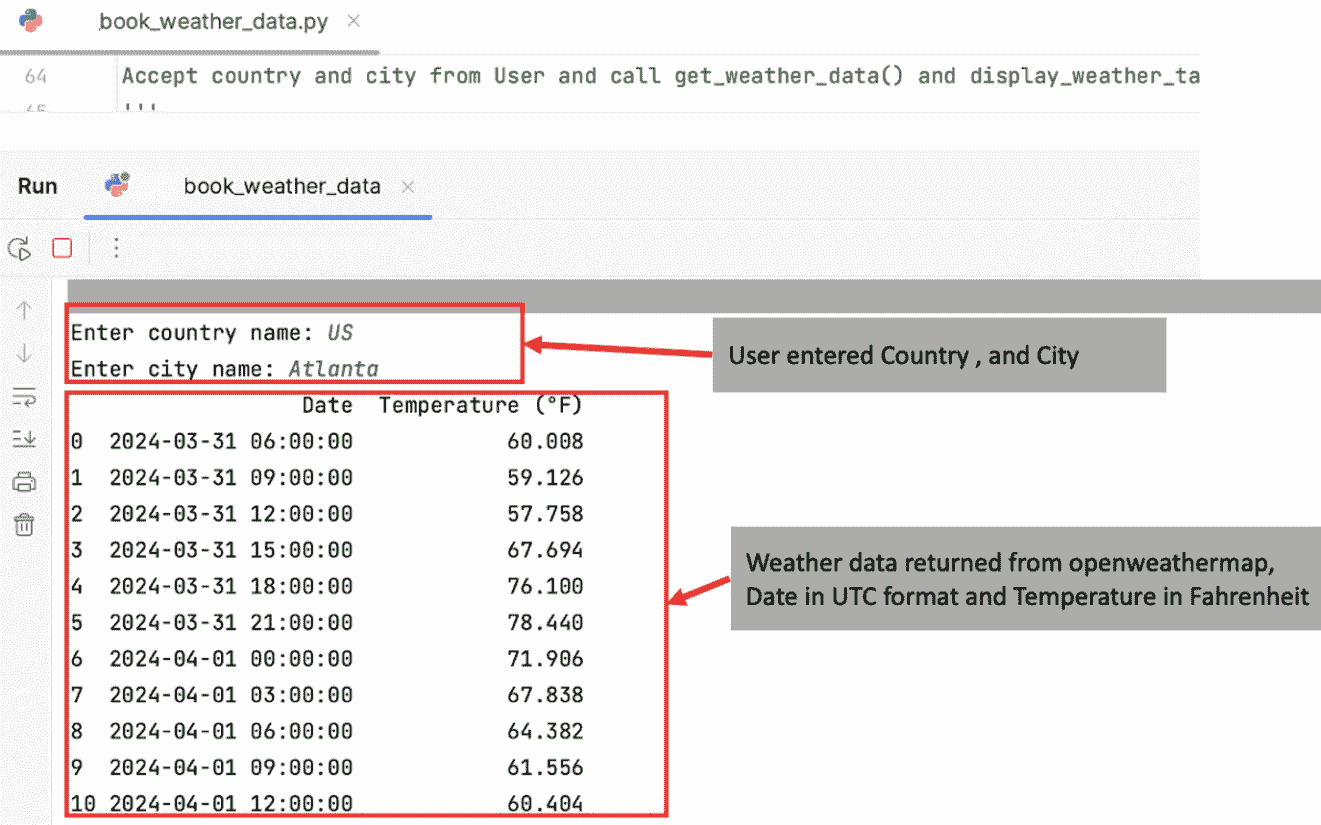 book_weather_data.py
64 Accept country and city from User and call get_weather_data() and display_weather_ta
65 '''
Run book_weather_data
Enter country name: US
Enter city name: Atlanta
User entered Country , and City
Date Temperature (°F)
0 2024-03-31 06:00:00 60.008
1 2024-03-31 09:00:00 59.126
2 2024-03-31 12:00:00 57.758
3 2024-03-31 15:00:00 67.694
4 2024-03-31 18:00:00 76.100
5 2024-03-31 21:00:00 78.440
6 2024-04-01 00:00:00 71.906
7 2024-04-01 03:00:00 67.838
8 2024-04-01 06:00:00 64.382
9 2024-04-01 09:00:00 61.556
10 2024-04-01 12:00:00 60.404
Weather data returned from openweathermap,
Date in UTC format and Temperature in Fahrenheit